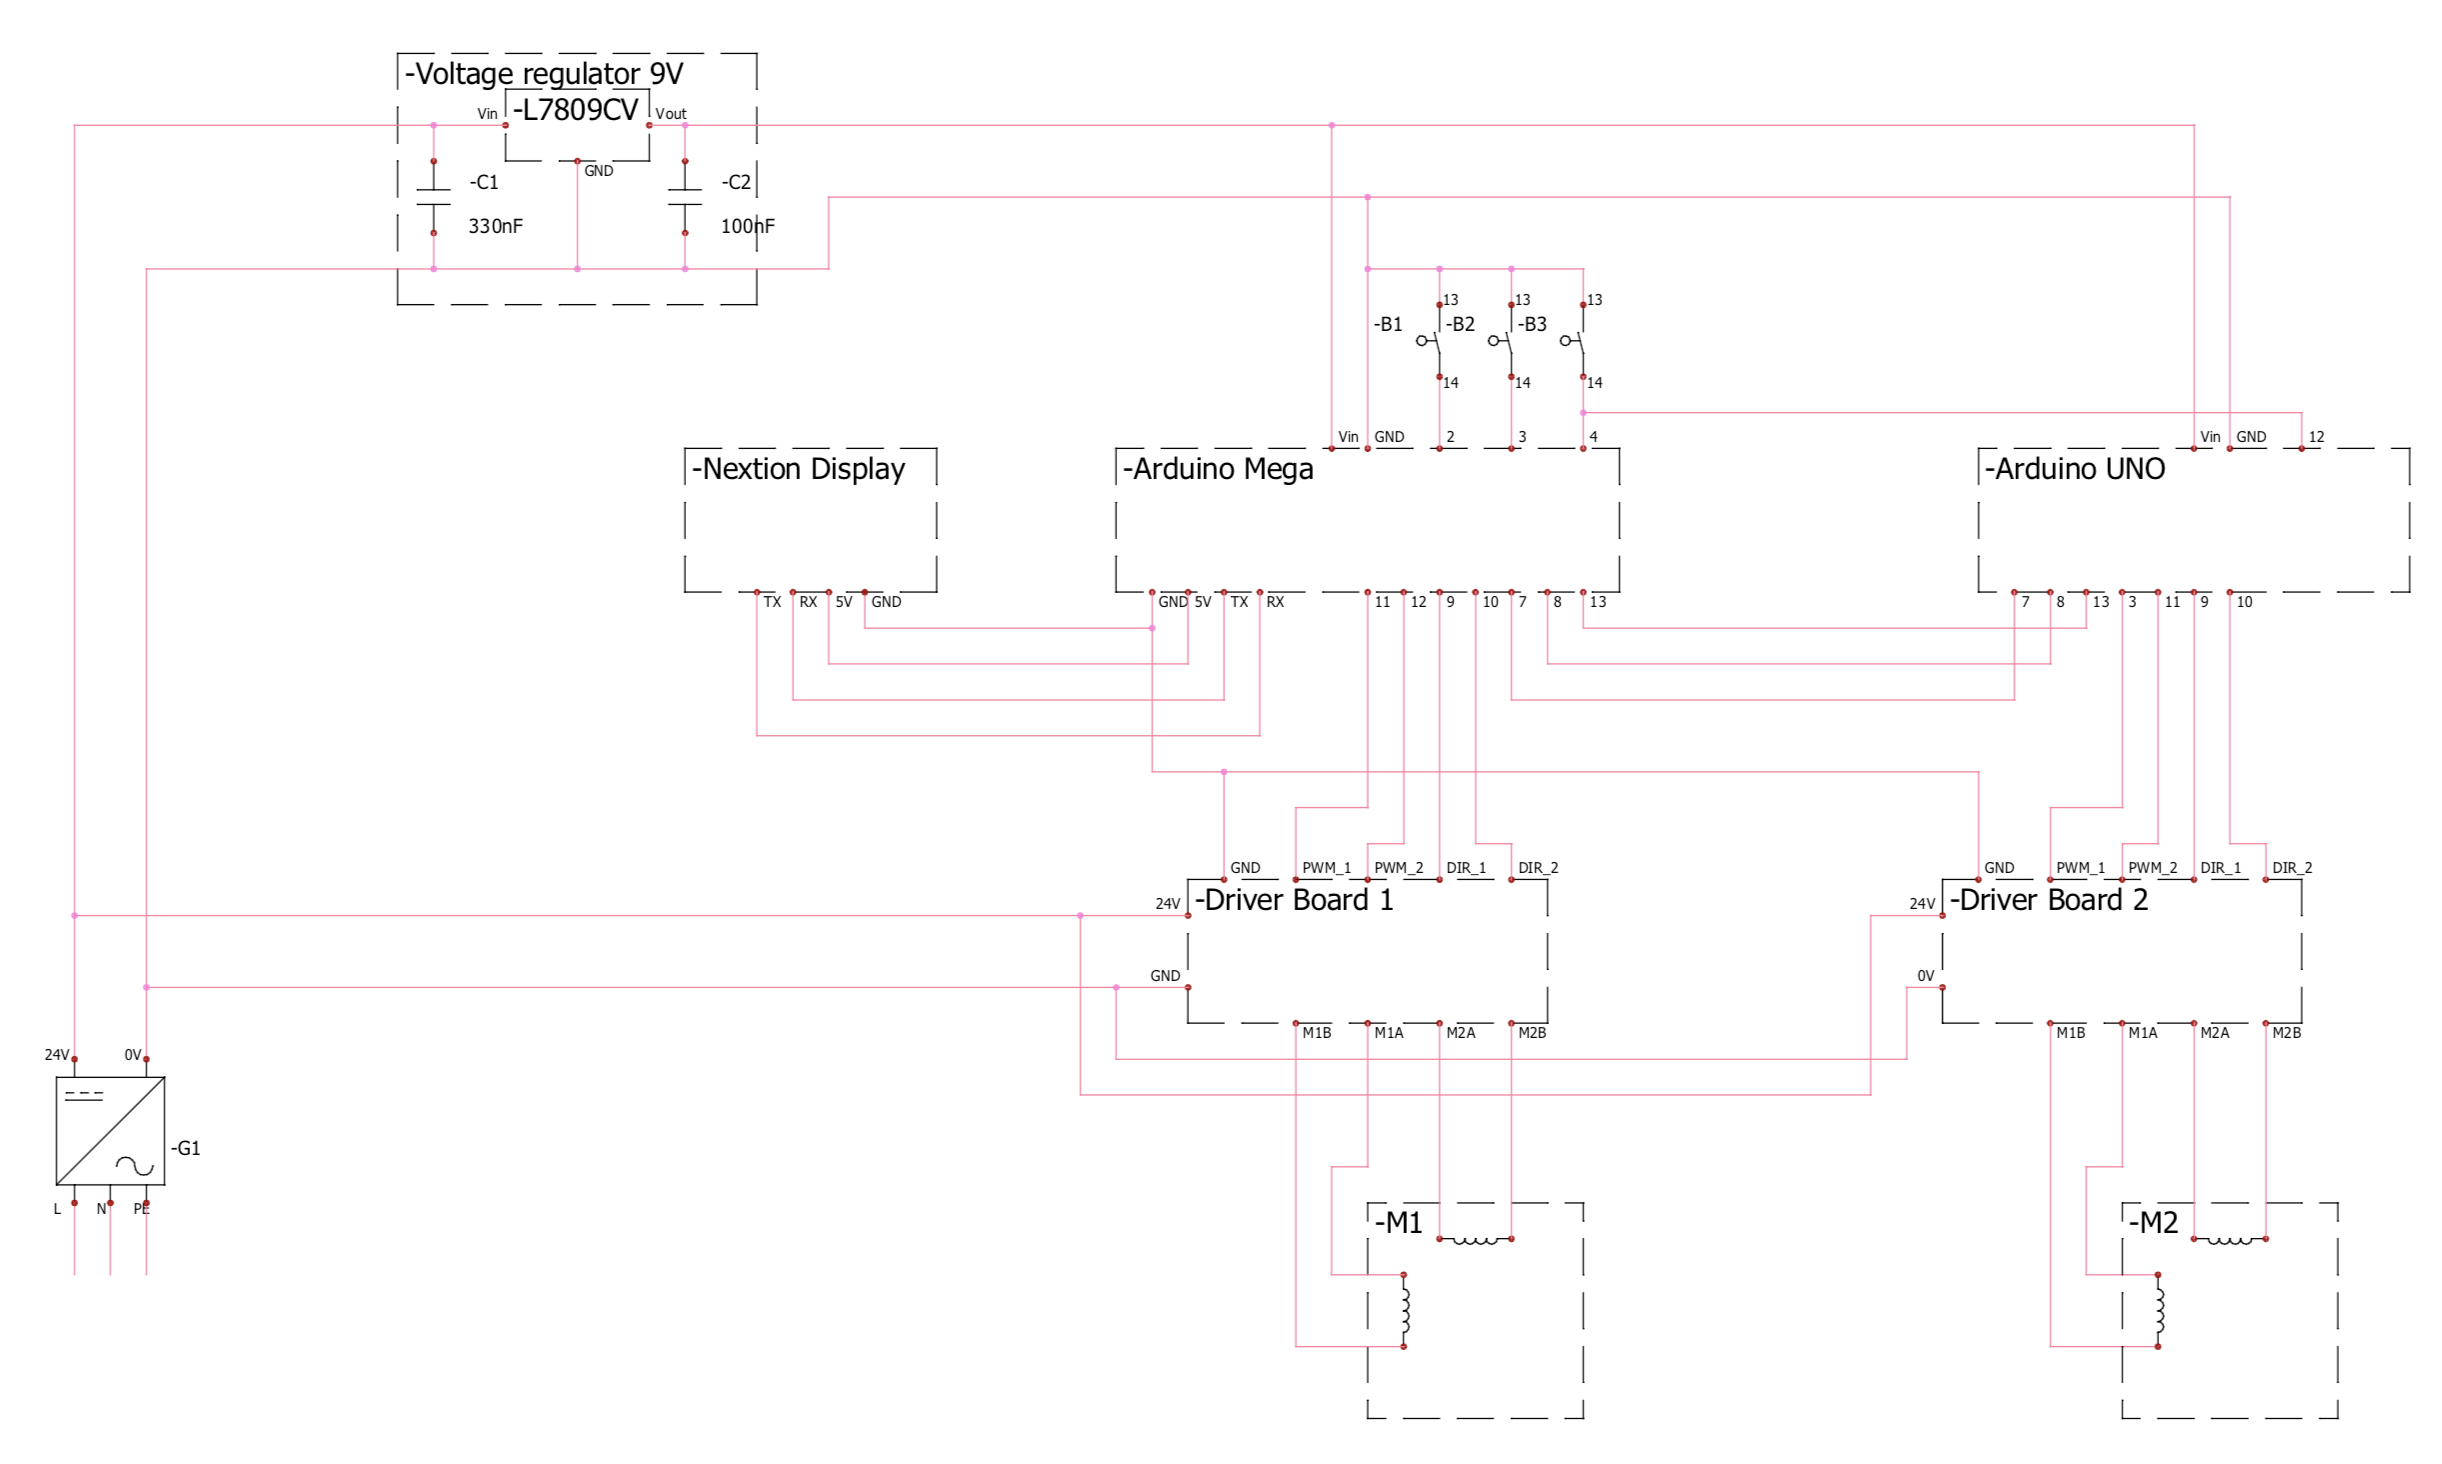 -Voltage regulator 9V
-L7809CV
Vin
Vout
GND
-C1
330nF
-C2
100nF
13
13
13
-B1
-B2
-B3
14
14
14
Vin
GND
2
3
4
Vin
GND
12
-Nextion Display
-Arduino Mega
-Arduino UNO
TX
RX
5V
GND
GND
5V
TX
RX
11
12
9
10
7
8
13
7
8
13
3
11
9
10
GND
PWM_1
PWM_2
DIR_1
DIR_2
GND
PWM_1
PWM_2
DIR_1
DIR_2
24V
-Driver Board 1
24V
-Driver Board 2
GND
0V
M1B
M1A
M2A
M2B
M1B
M1A
M2A
M2B
24V
0V
-G1
L
N
PE
-M1
-M2